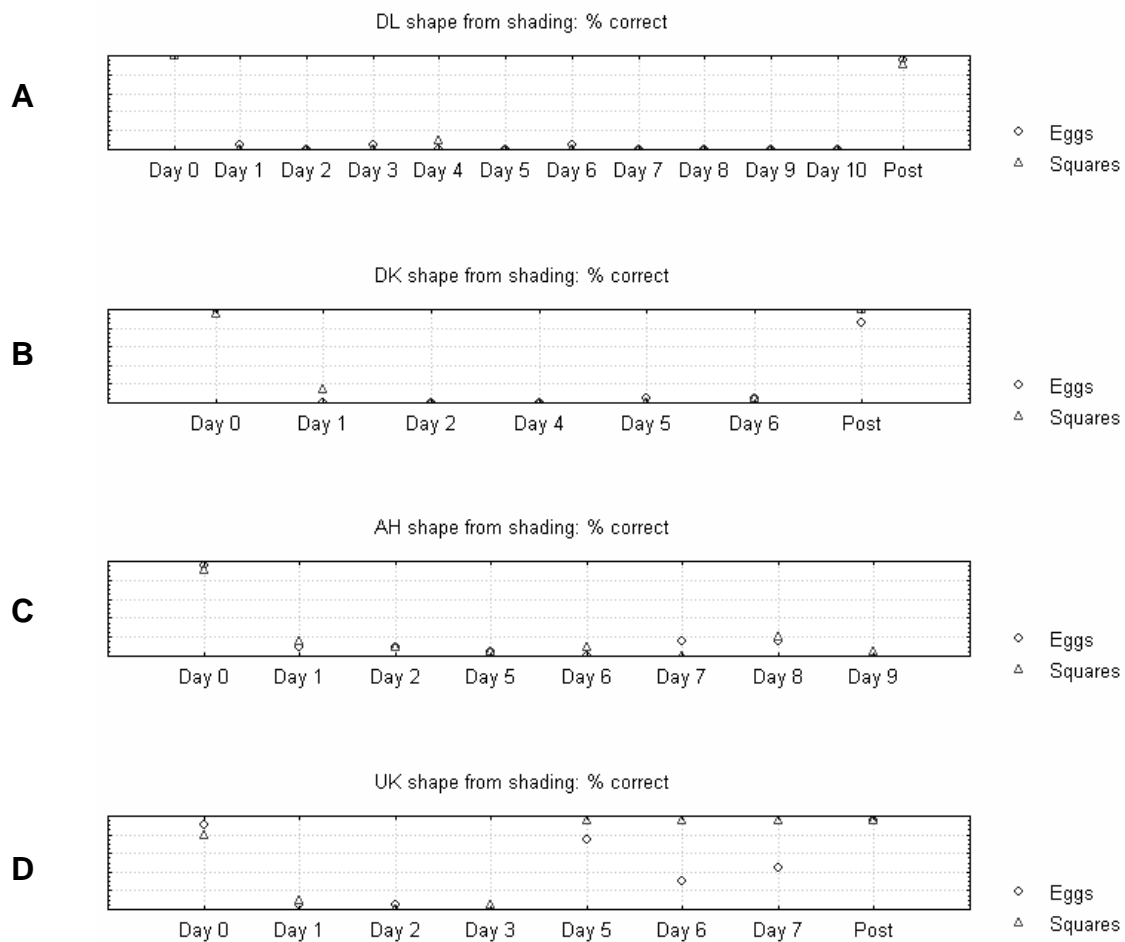 DL shape from shading: % correct
A
Eggs
Squares
Day 0 Day 1 Day 2 Day 3 Day 4 Day 5 Day 6 Day 7 Day 8 Day 9 Day 10 Post
DK shape from shading: % correct
B
Eggs
Squares
Day 0 Day 1 Day 2 Day 4 Day 5 Day 6 Post
AH shape from shading: % correct
C
Eggs
Squares
Day 0 Day 1 Day 2 Day 5 Day 6 Day 7 Day 8 Day 9
UK shape from shading: % correct
D
Eggs
Squares
Day 0 Day 1 Day 2 Day 3 Day 5 Day 6 Day 7 Post